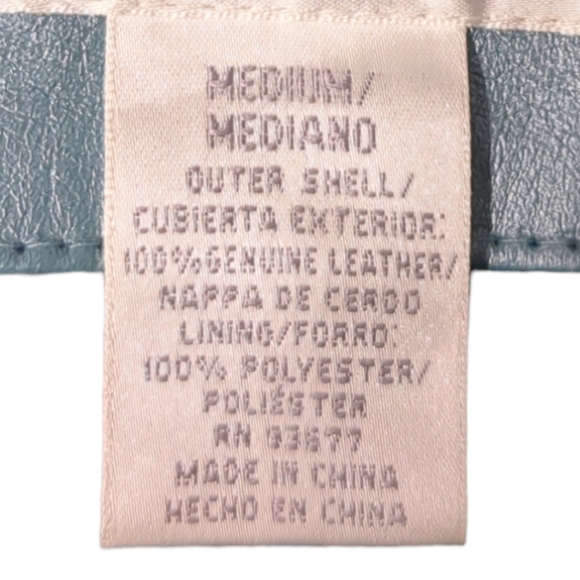 MEDIUM/
MEDIANO
OUTER SHELL/
CUBIERTA EXTERIOR:
100%GENUINE LEATHER/
NAPPA DE CERDO
LINING/FORRO:
100% POLYESTER/
POLIÉSTER
RN 93677
MADE IN CHINA
HECHO EN CHINA